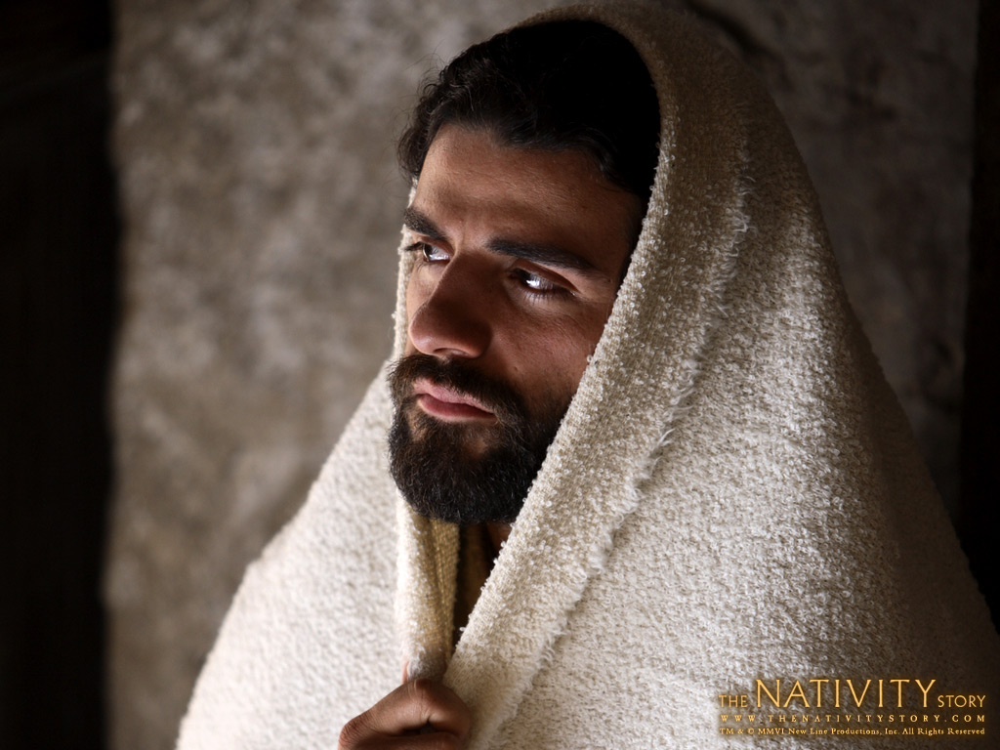 THE NATIVITY STORY
WWW.THENATIVITYSTORY.COM
TM & © MMVI New Line Productions, Inc. All Rights Reserved